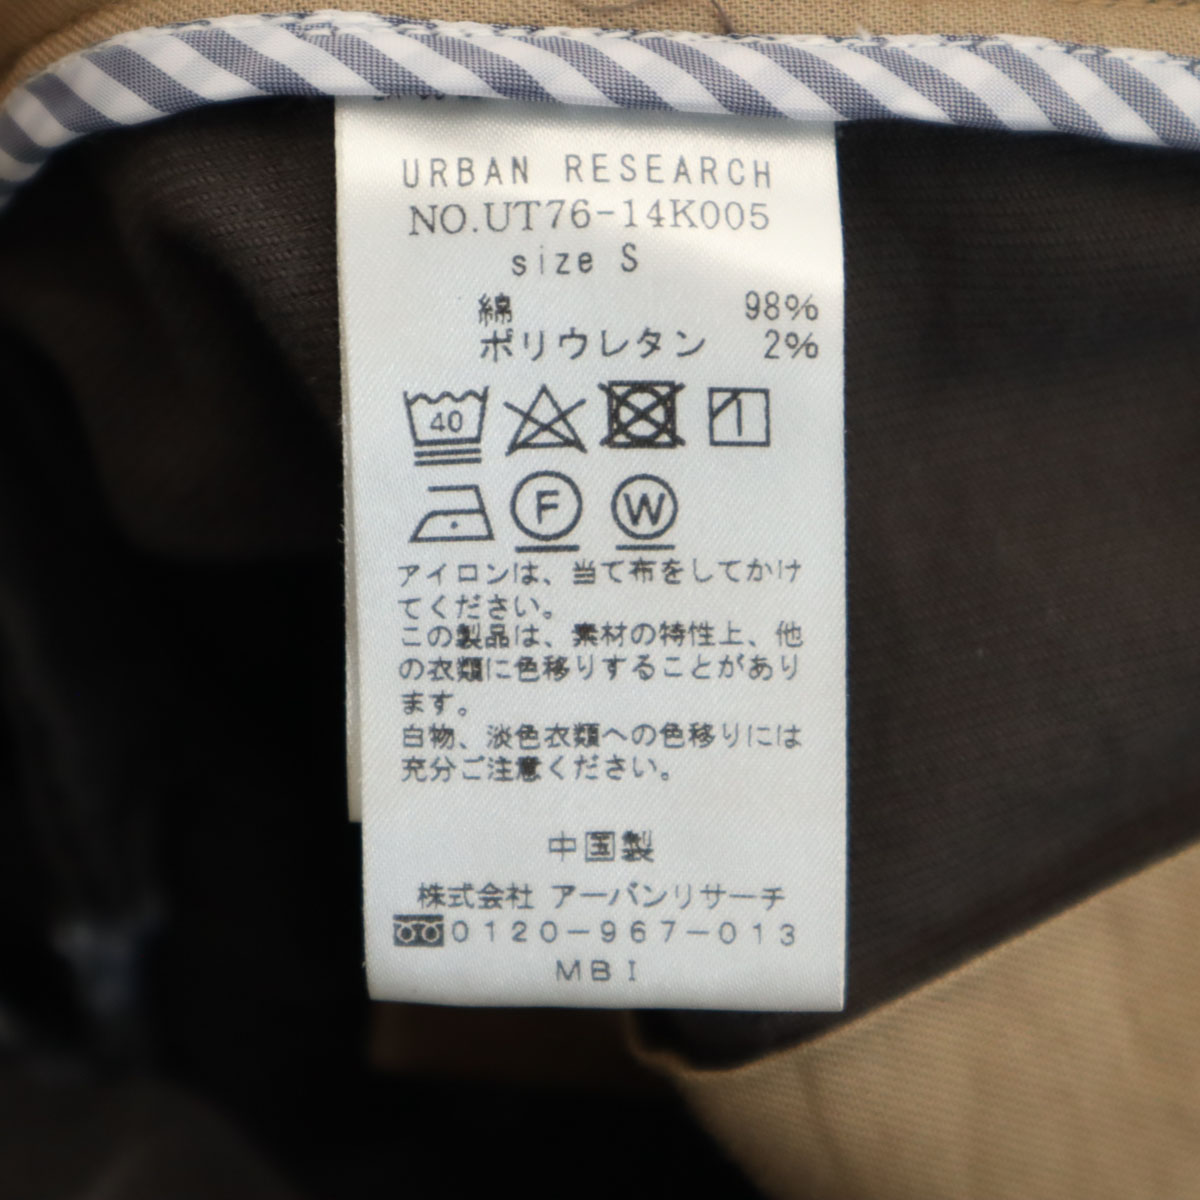 URBAN RESEARCH
NO.UT76-14K005
size S
綿 98%
ポリウレタン 2%
40
F W
アイロンは、当て布をしてかけ
てください。
この製品は、素材の特性上、他
の衣類に色移りすることがあり
ます。
白物、淡色衣類への色移りには
充分ご注意ください。
中国製
株式会社 アーバンリサーチ
0120-967-013
MBI